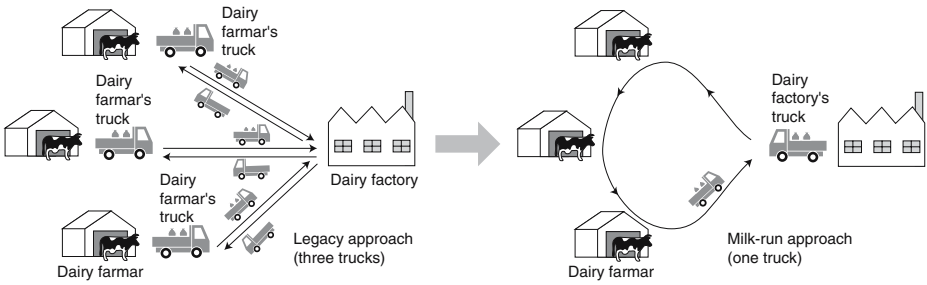 Dairy
farmar's
truck
Dairy
farmar's
truck
Dairy
farmar's
truck
Dairy farmar
Dairy factory
Legacy approach
(three trucks)
Dairy
factory's
truck
Dairy farmar
Milk-run approach
(one truck)